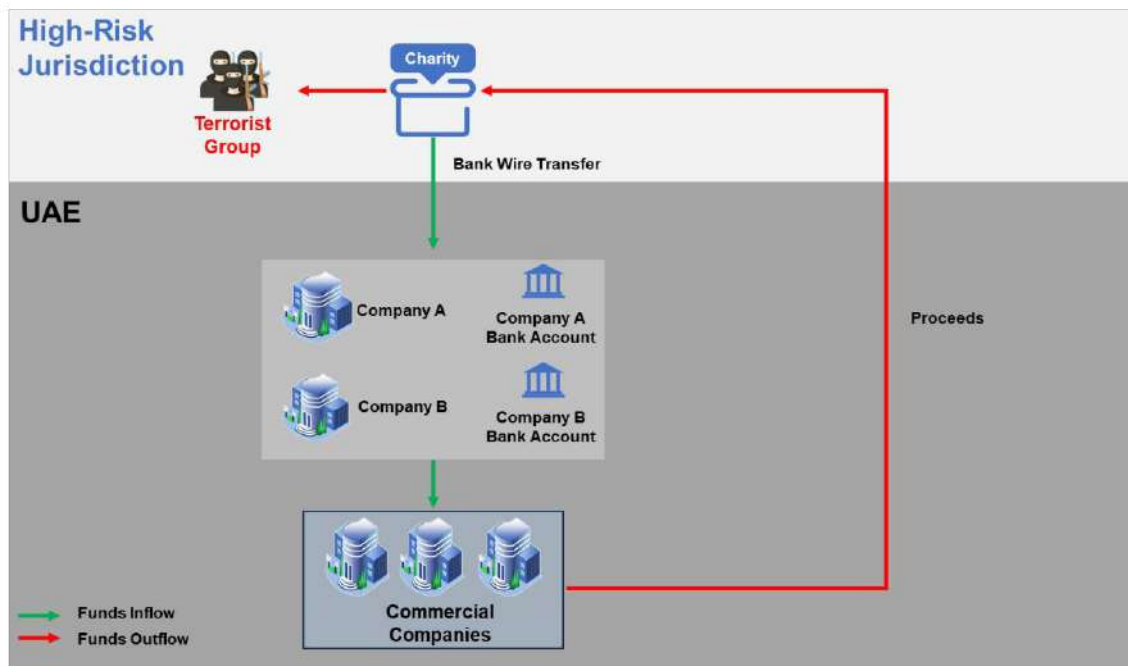 High-Risk
Jurisdiction
Charity
Terrorist
Group
Bank Wire Transfer
UAE
Company A
Company A
Bank Account
Company B
Company B
Bank Account
Proceeds
Commercial
Companies
Funds Inflow
Funds Outflow